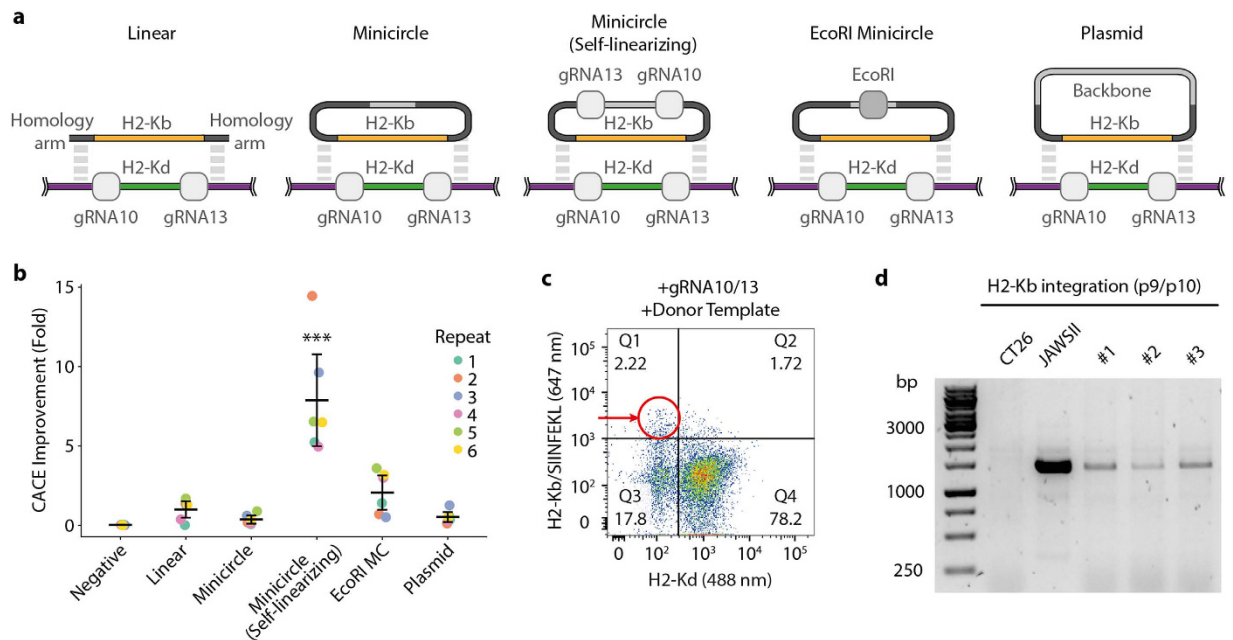 a
Linear
Minicircle
Minicircle
(Self-linearizing)
EcoRI Minicircle
Plasmid
gRNA13 gRNA10
EcoRI
Backbone
Homology
arm
H2-Kb
Homology
arm
H2-Kb
H2-Kb
H2-Kb
H2-Kb
H2-Kd
H2-Kd
H2-Kd
H2-Kd
H2-Kd
gRNA10 gRNA13
gRNA10 gRNA13
gRNA10 gRNA13
gRNA10 gRNA13
gRNA10 gRNA13
b
CACE Improvement (Fold)
15
10
5
0
***
Repeat
1
2
3
4
5
6
Negative
Linear
Minicircle
Minicircle
(Self-linearizing)
EcoRI MC
Plasmid
c
+gRNA10/13
+Donor Template
H2-Kb/SIINFEKL (647 nm)
10⁵
10⁴
10³
10²
0
Q1
2.22
Q2
1.72
Q3
17.8
Q4
78.2
0 10² 10³ 10⁴ 10⁵
H2-Kd (488 nm)
d
H2-Kb integration (p9/p10)
CT26
JAWSII
#1
#2
#3
bp
3000
1000
250